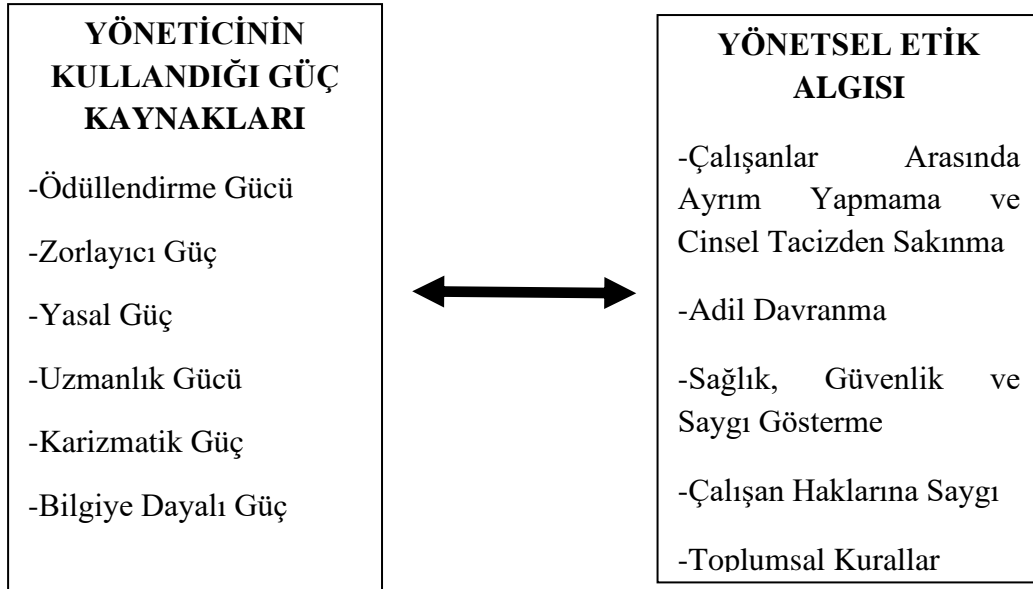 YÖNETİCİNİN
KULLANDIĞI GÜÇ
KAYNAKLARI
-Ödüllendirme Gücü
-Zorlayıcı Güç
-Yasal Güç
-Uzmanlık Gücü
-Karizmatik Güç
-Bilgiye Dayalı Güç
YÖNETSEL ETİK
ALGISI
-Çalışanlar Arasında
Ayrım Yapmama ve
Cinsel Tacizden Sakınma
-Adil Davranma
-Sağlık, Güvenlik ve
Saygı Gösterme
-Çalışan Haklarına Saygı
-Toplumsal Kurallar